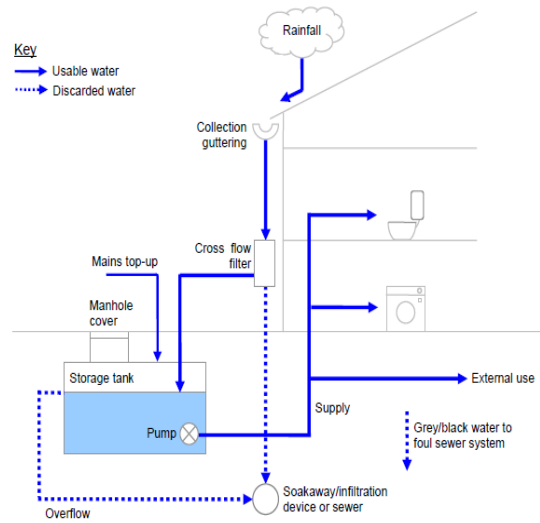 Rainfall
Key
Usable water
Discarded water
Collection
guttering
Cross flow
filter
Mains top-up
Manhole
cover
Storage tank
External use
Supply
Pump
Grey/black water to
foul sewer system
Soakaway/infiltration
device or sewer
Overflow